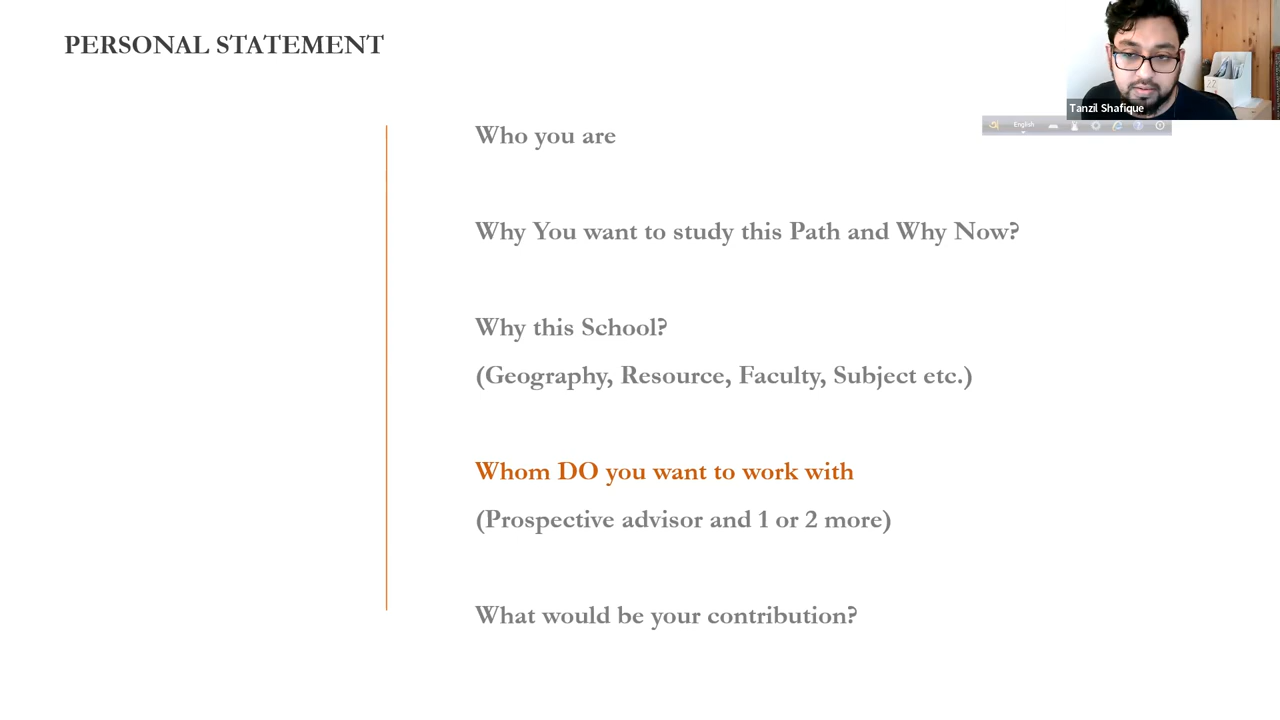 PERSONAL STATEMENT
Tanzil Shafique
English
Who you are
Why You want to study this Path and Why Now?
Why this School?
(Geography, Resource, Faculty, Subject etc.)
Whom DO you want to work with
(Prospective advisor and 1 or 2 more)
What would be your contribution?